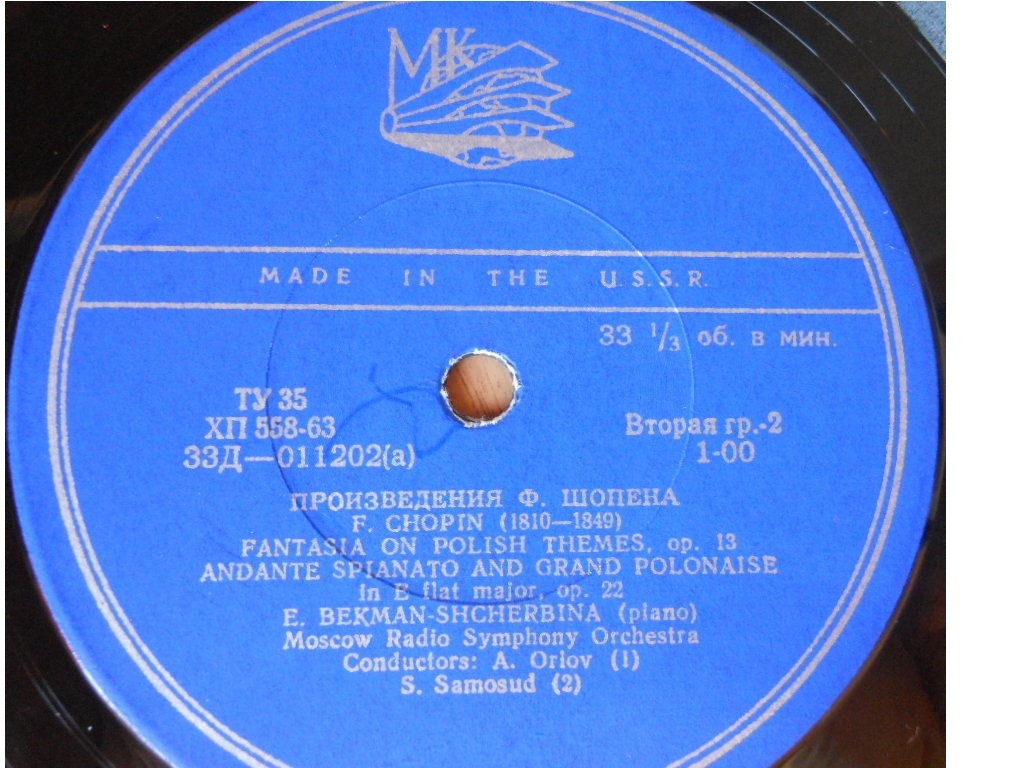 МК
MADE IN THE U.S.S.R.
33 1/3 об. в мин.
ТУ 35
ХП 558-63
33Д—011202(а)
Вторая гр.-2
1-00
ПРОИЗВЕДЕНИЯ Ф. ШОПЕНА
F. CHOPIN (1810—1849)
FANTASIA ON POLISH THEMES, op. 13
ANDANTE SPIANATO AND GRAND POLONAISE
in E flat major, op. 22
E. BEKMAN-SHCHERBINA (piano)
Moscow Radio Symphony Orchestra
Conductors: A. Orlov (1)
S. Samosud (2)